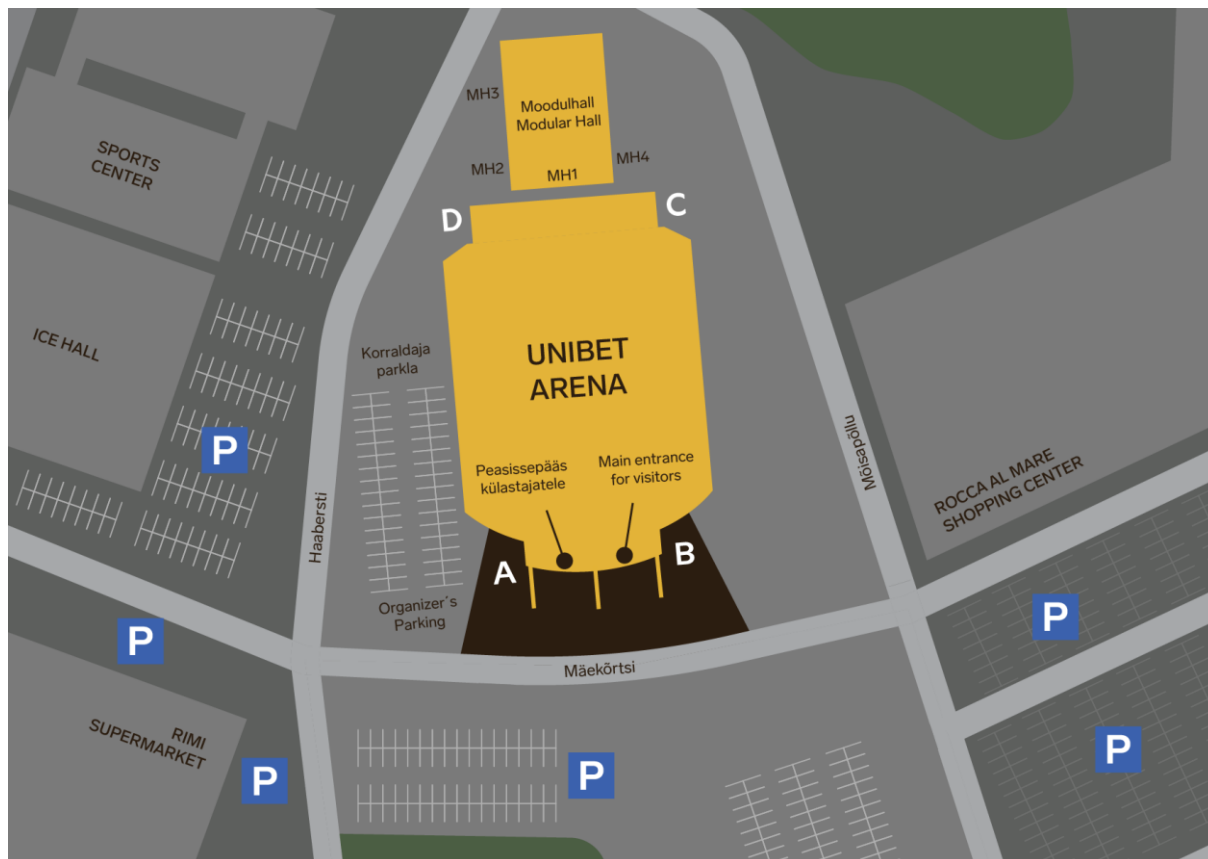 Moodulhall
Modular Hall
MH3
MH2
MH1
MH4
SPORTS
CENTER
D
C
ICE HALL
Korraldaja
parkla
UNIBET
ARENA
P
Peasissepääs
külastajatele
Main entrance
for visitors
Haabersti
Mõisapõllu
ROCCA AL MARE
SHOPPING CENTER
A
B
Organizer´s
Parking
P
P
Mäekõrtsi
RIMI
SUPERMARKET
P
P
P